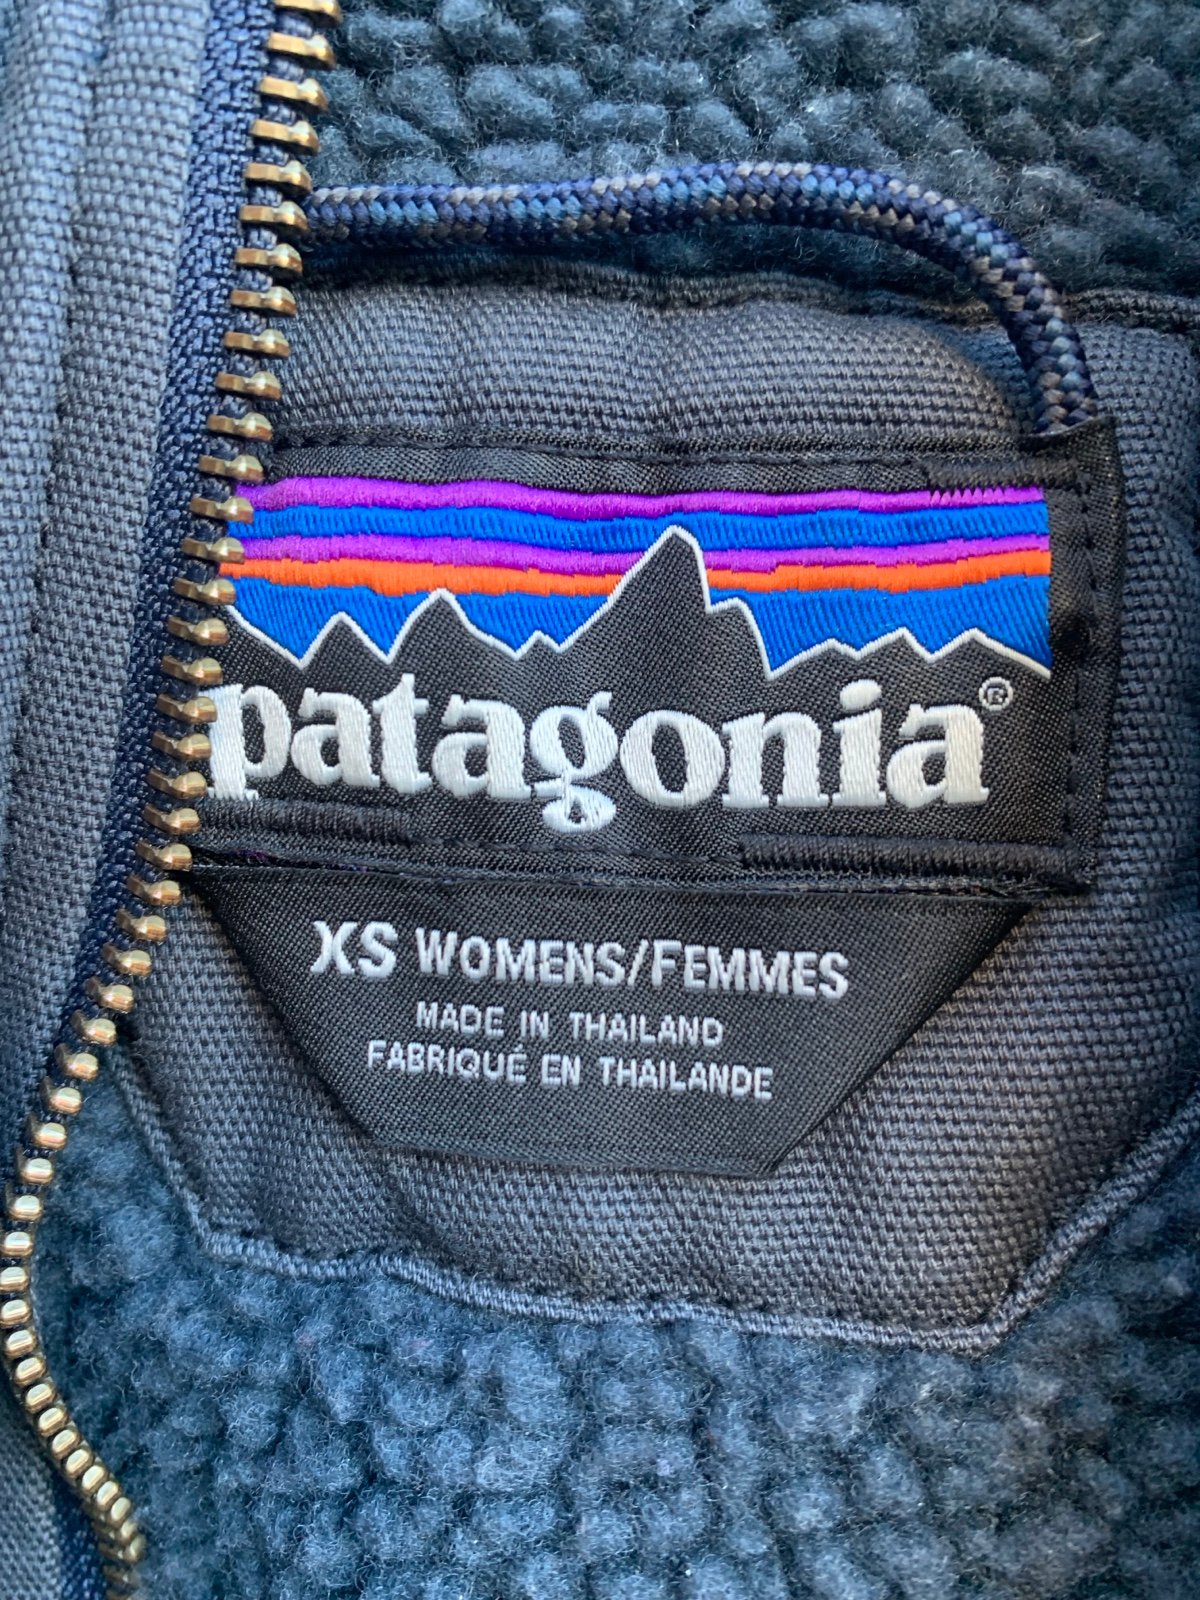 patagonia®
XS WOMENS/FEMMES
MADE IN THAILAND
FABRIQUÉ EN THAILANDE